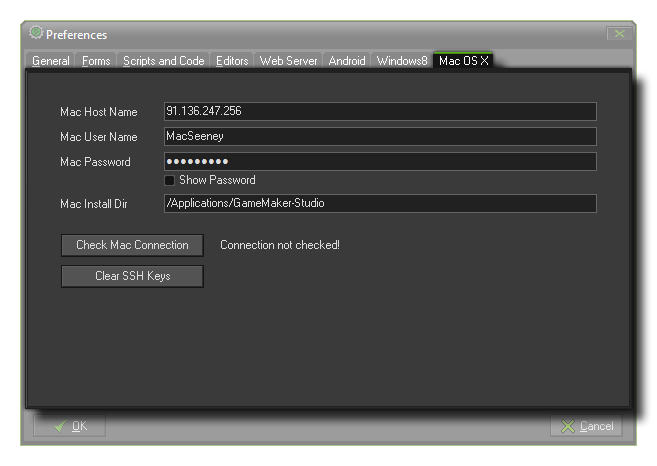 Preferences
General Forms Scripts and Code Editors Web Server Android Windows8 Mac OS X
Mac Host Name 91.136.247.256
Mac User Name MacSeeney
Mac Password ●●●●●●●●●
Show Password
Mac Install Dir /Applications/GameMaker-Studio
Check Mac Connection Connection not checked!
Clear SSH Keys
OK Cancel